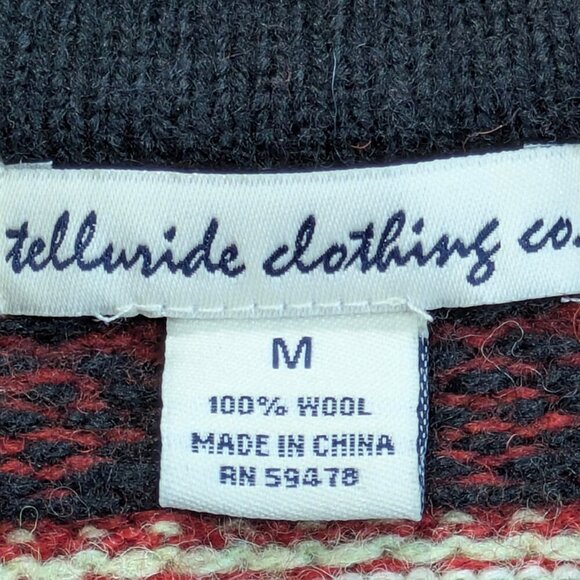 telluride clothing co.
M
100% WOOL
MADE IN CHINA
RN 59478